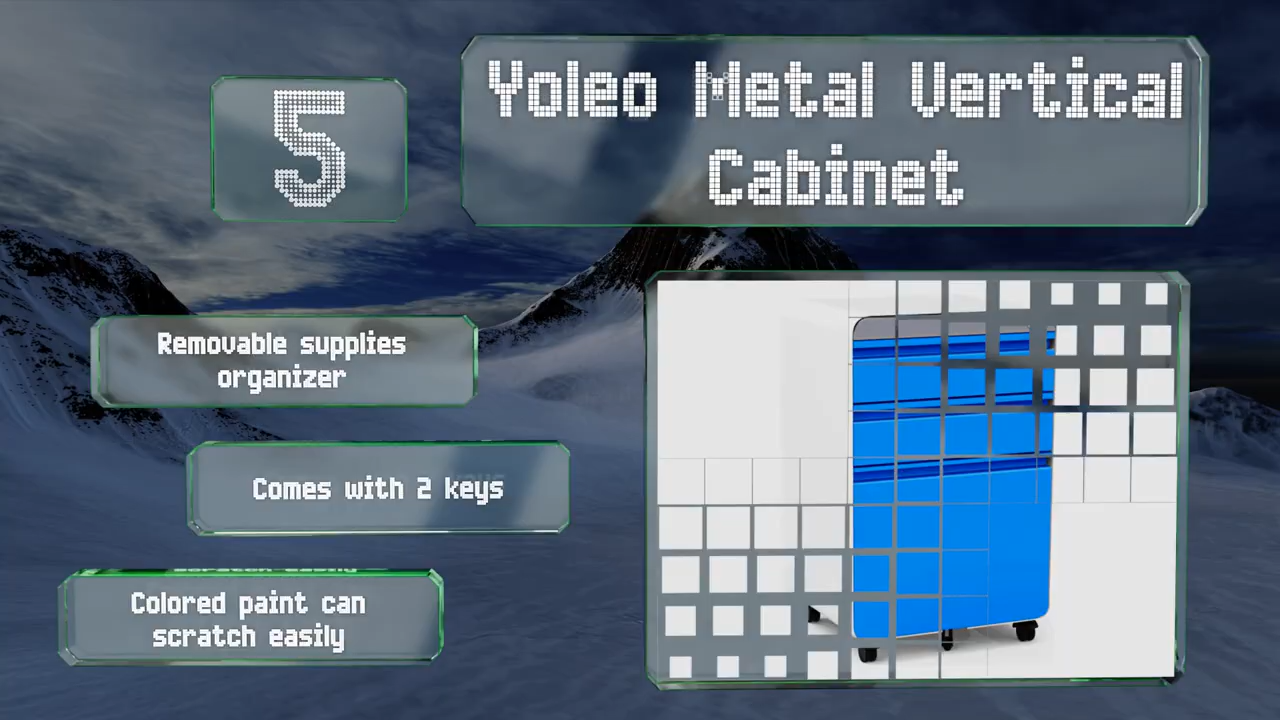 5
Yoleo Metal Vertical
Cabinet
Removable supplies
organizer
Comes with 2 keys
Colored paint can
scratch easily